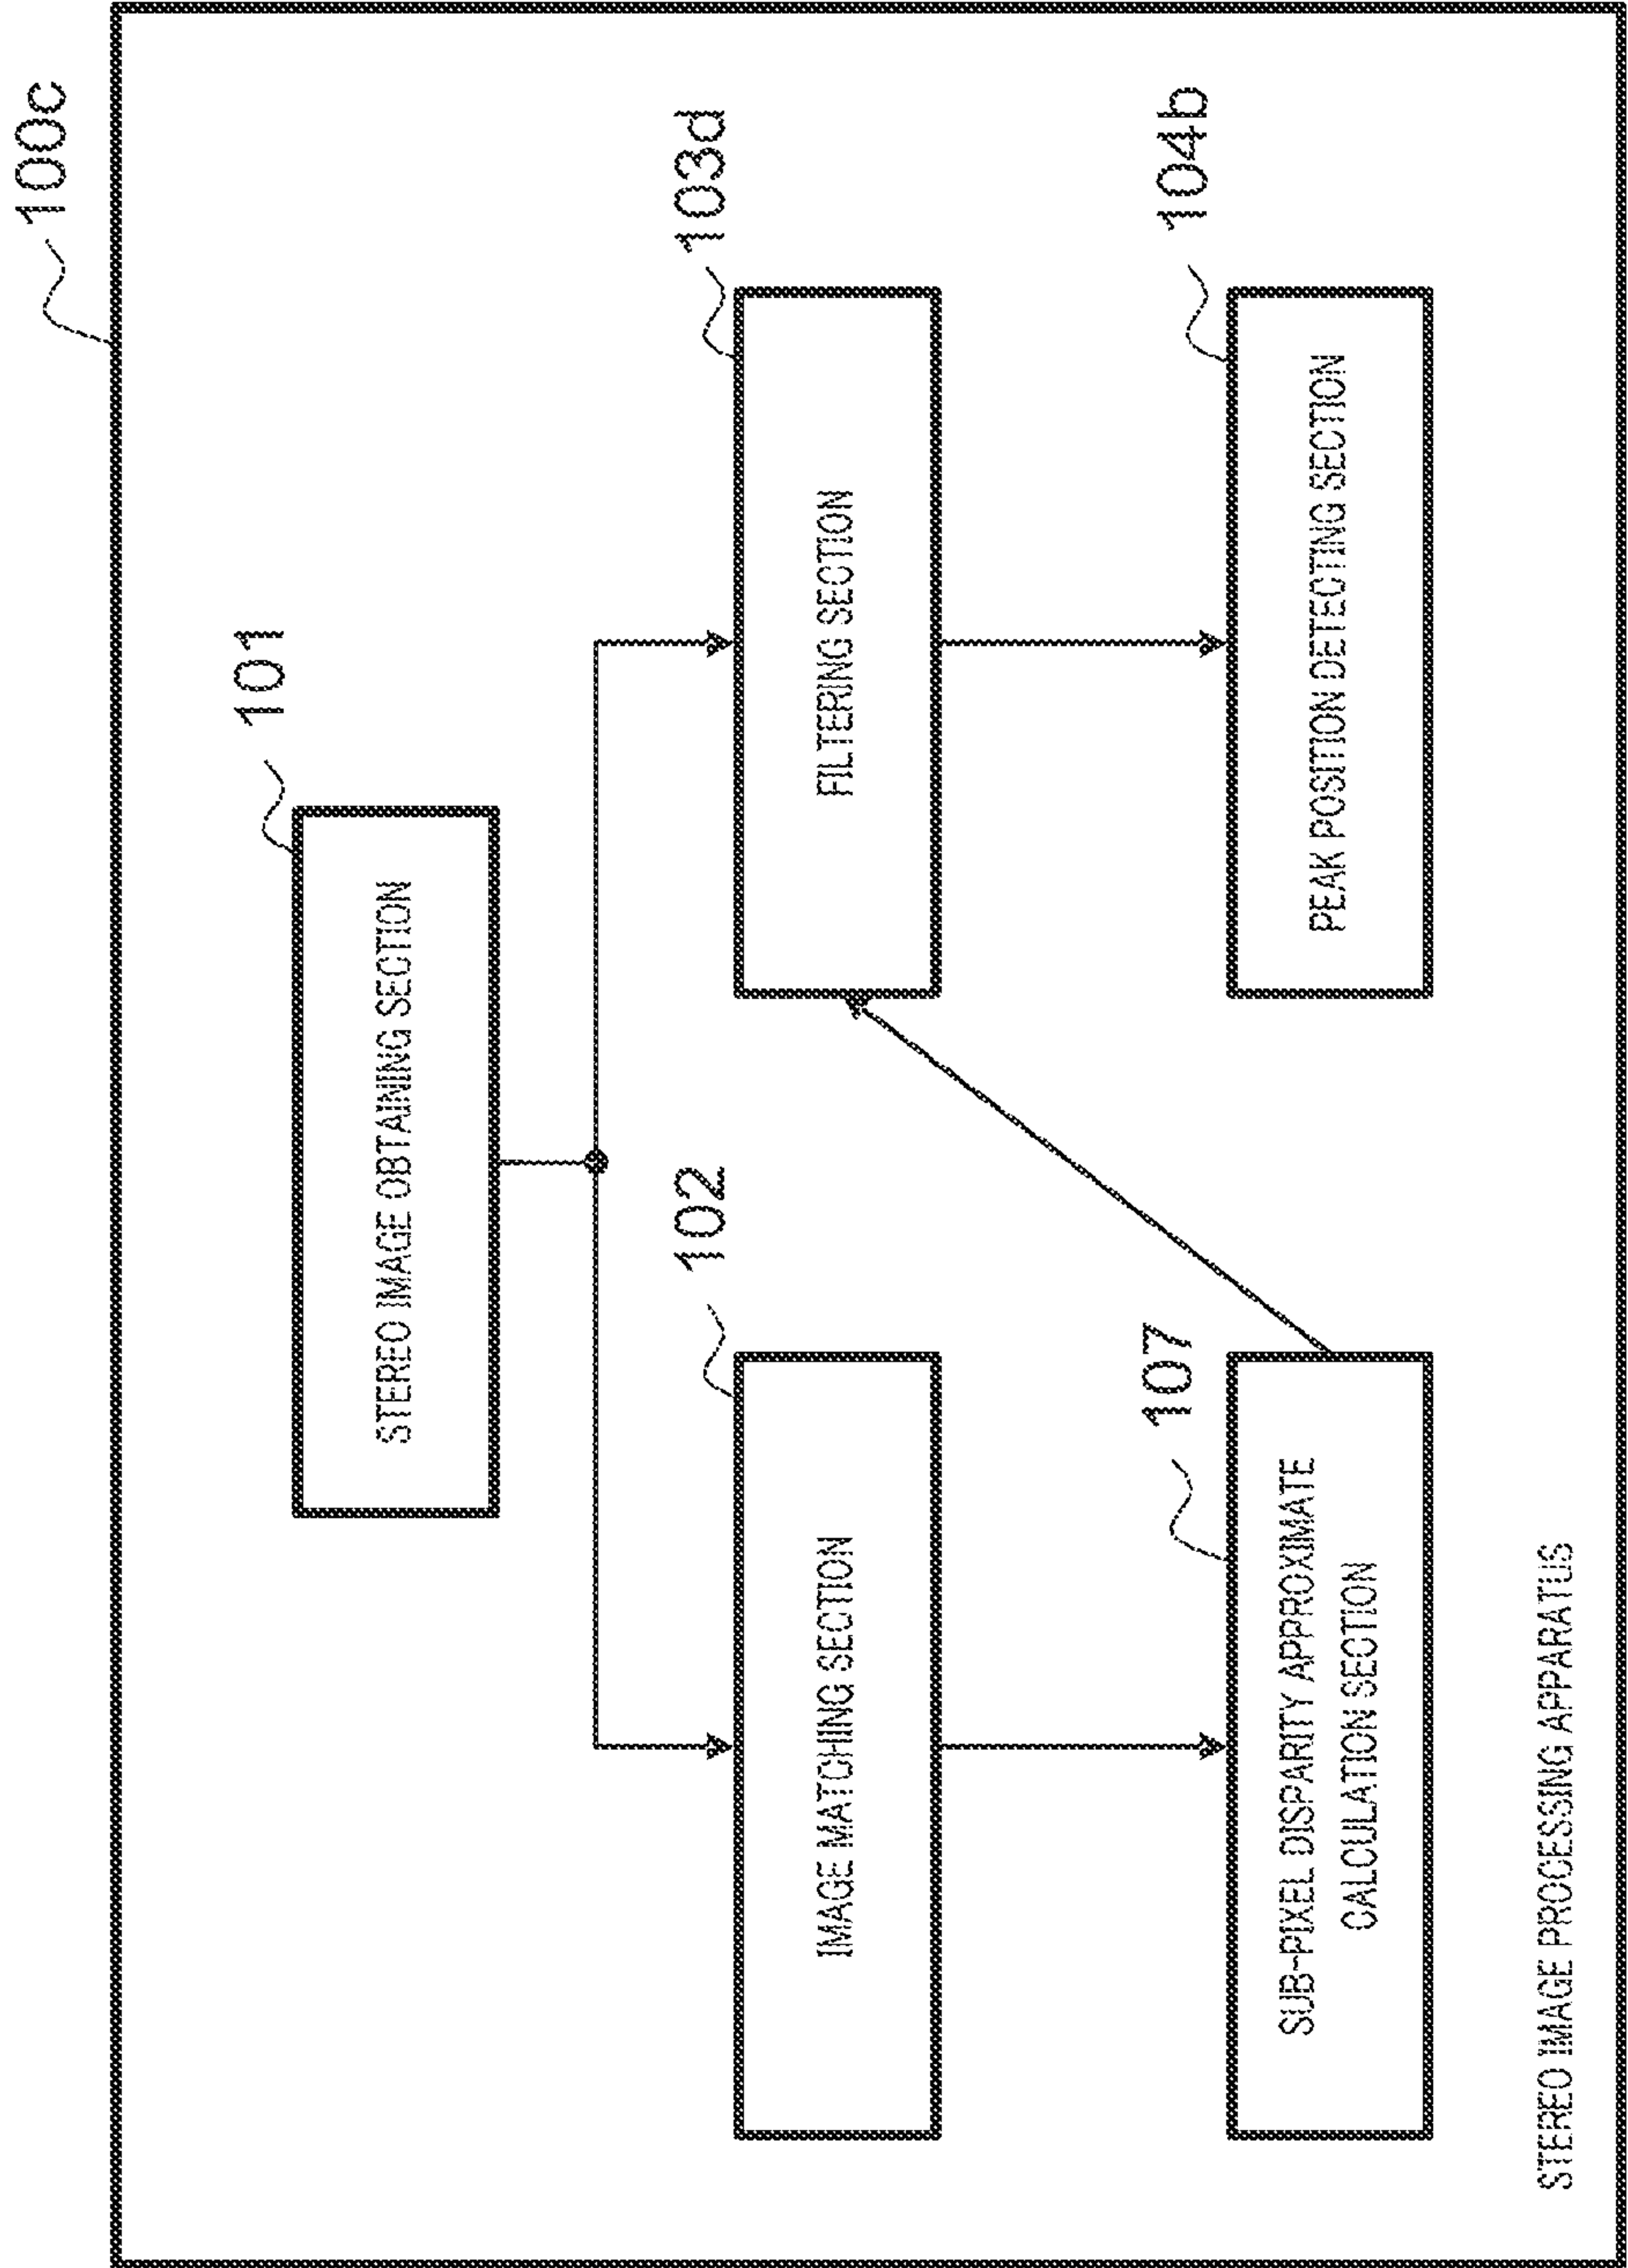 100c
101
STEREO IMAGE OBTAINING SECTION
102
IMAGE MATCHING SECTION
103d
FILTERING SECTION
107
SUB-PIXEL DISPARITY APPROXIMATE
CALCULATION SECTION
104b
PEAK POSITION DETECTING SECTION
STEREO IMAGE PROCESSING APPARATUS